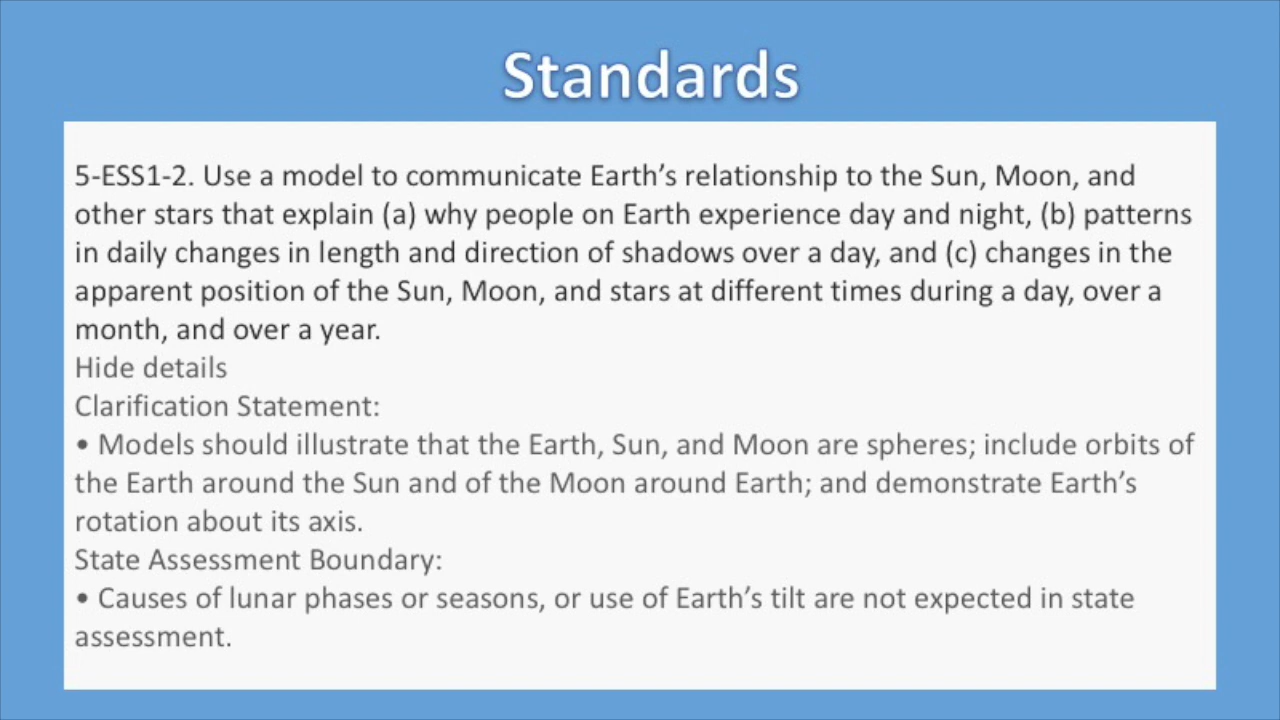 Standards
5-ESS1-2. Use a model to communicate Earth’s relationship to the Sun, Moon, and
other stars that explain (a) why people on Earth experience day and night, (b) patterns
in daily changes in length and direction of shadows over a day, and (c) changes in the
apparent position of the Sun, Moon, and stars at different times during a day, over a
month, and over a year.
Hide details
Clarification Statement:
• Models should illustrate that the Earth, Sun, and Moon are spheres; include orbits of
the Earth around the Sun and of the Moon around Earth; and demonstrate Earth’s
rotation about its axis.
State Assessment Boundary:
• Causes of lunar phases or seasons, or use of Earth’s tilt are not expected in state
assessment.